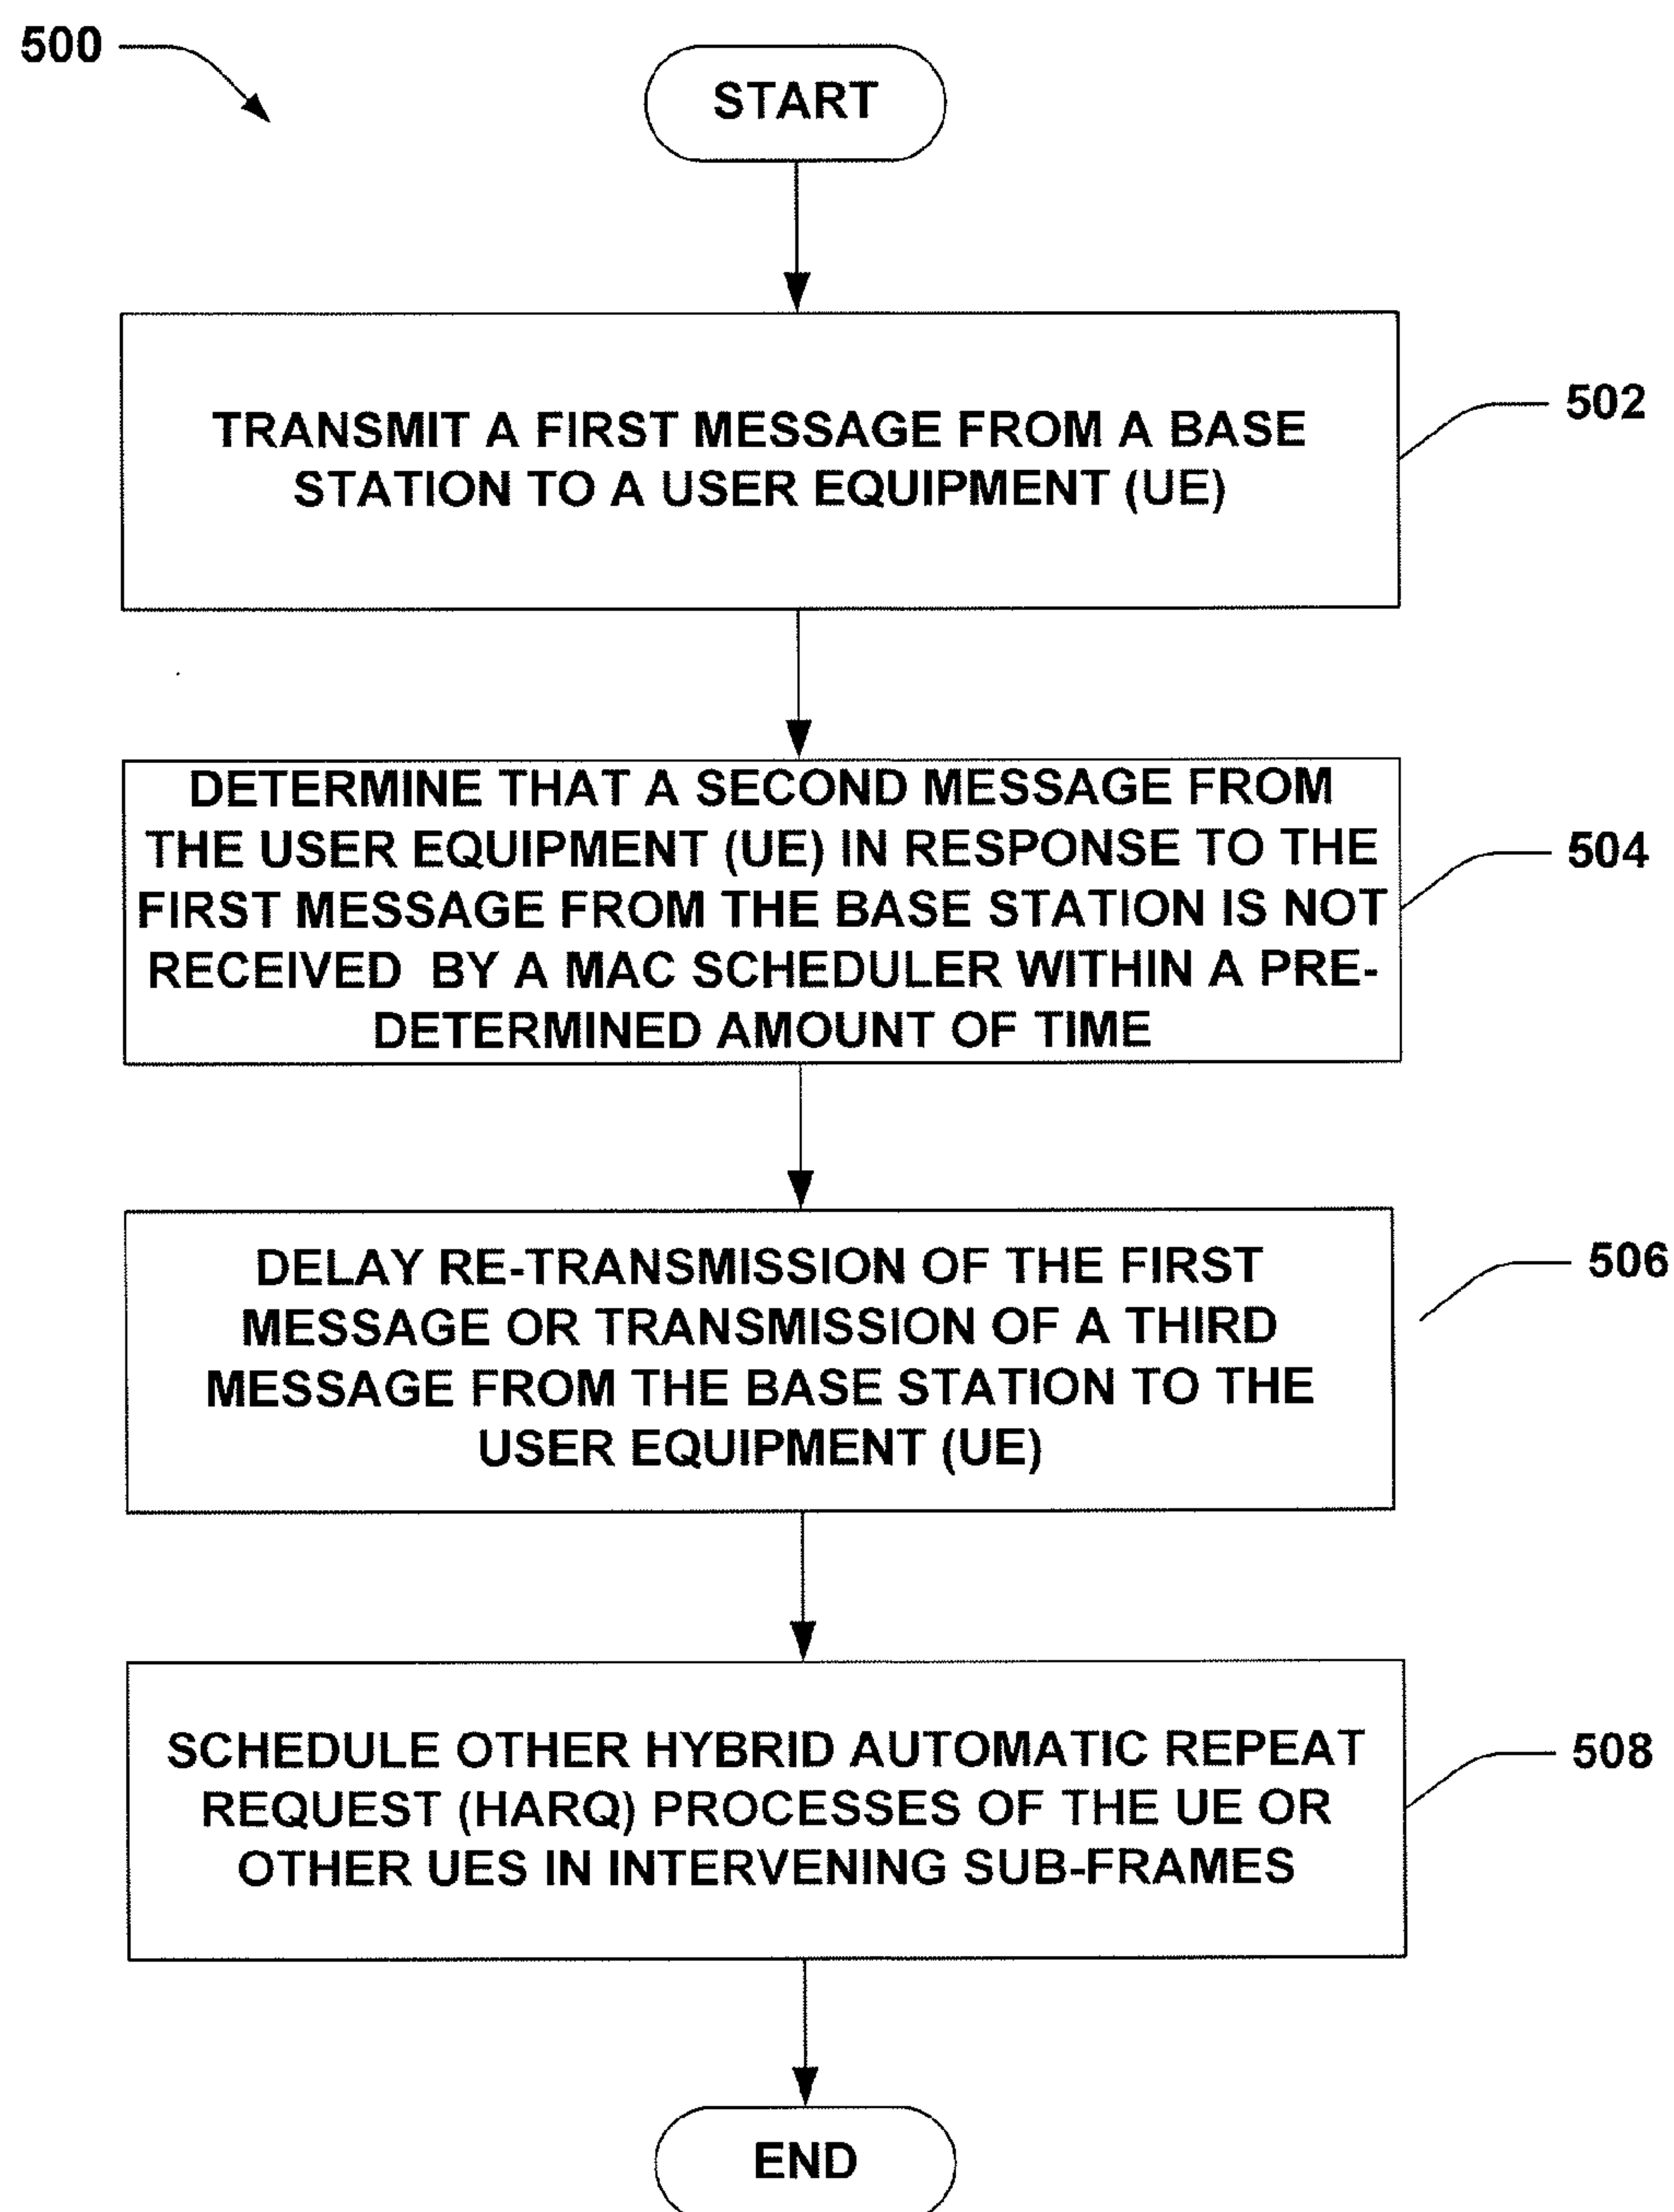 500
START
TRANSMIT A FIRST MESSAGE FROM A BASE
STATION TO A USER EQUIPMENT (UE)
502
DETERMINE THAT A SECOND MESSAGE FROM
THE USER EQUIPMENT (UE) IN RESPONSE TO THE
FIRST MESSAGE FROM THE BASE STATION IS NOT
RECEIVED BY A MAC SCHEDULER WITHIN A PRE-
DETERMINED AMOUNT OF TIME
504
DELAY RE-TRANSMISSION OF THE FIRST
MESSAGE OR TRANSMISSION OF A THIRD
MESSAGE FROM THE BASE STATION TO THE
USER EQUIPMENT (UE)
506
SCHEDULE OTHER HYBRID AUTOMATIC REPEAT
REQUEST (HARQ) PROCESSES OF THE UE OR
OTHER UES IN INTERVENING SUB-FRAMES
508
END